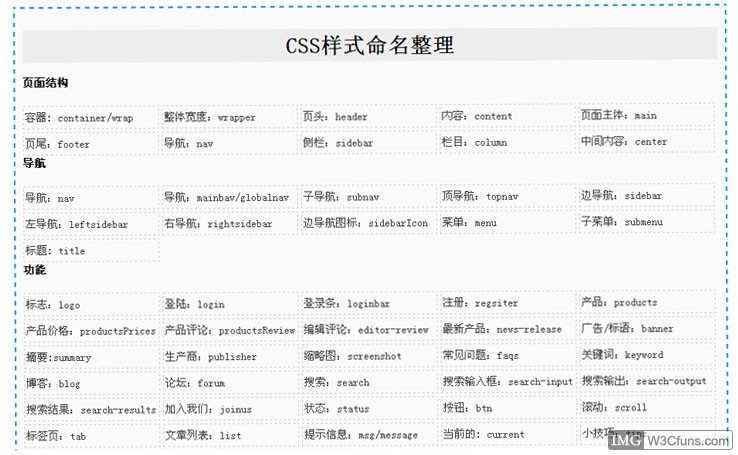 CSS样式命名整理
页面结构
容器: container/wrap 整体宽度: wrapper 页头: header 内容: content 页面主体: main
页尾: footer 导航: nav 侧栏: sidebar 栏目: column 中间内容: center
导航
导航: nav 导航: mainbav/globalnav 子导航: subnav 顶导航: topnav 边导航: sidebar
左导航: leftsidebar 右导航: rightsidebar 边导航图标: sidebarIcon 菜单: menu 子菜单: submenu
标题: title
功能
标志: logo 登陆: login 登录条: loginbar 注册: regsiter 产品: products
产品价格: productsPrices 产品评论: productsReview 编辑评论: editor-review 最新产品: news-release 广告/标语: banner
摘要:summary 生产商: publisher 缩略图: screenshot 常见问题: faqs 关键词: keyword
博客: blog 论坛: forum 搜索: search 搜索输入框: search-input 搜索输出: search-output
搜索结果: search-results 加入我们: joinus 状态: status 按钮: btn 滚动: scroll
标签页: tab 文章列表: list 提示信息: msg/message 当前的: current 小技巧:
IMG W3Cfuns.com